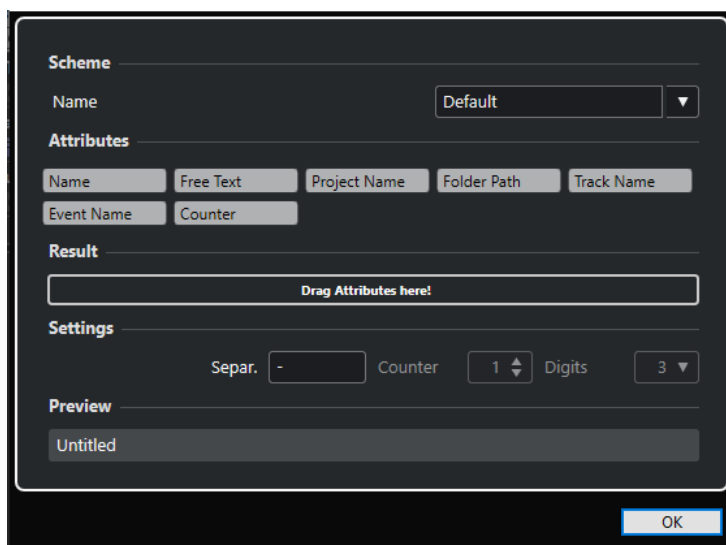 Scheme
Name Default
Attributes
Name Free Text Project Name Folder Path Track Name
Event Name Counter
Result
Drag Attributes here!
Settings
Separ. - Counter 1 Digits 3
Preview
Untitled
OK